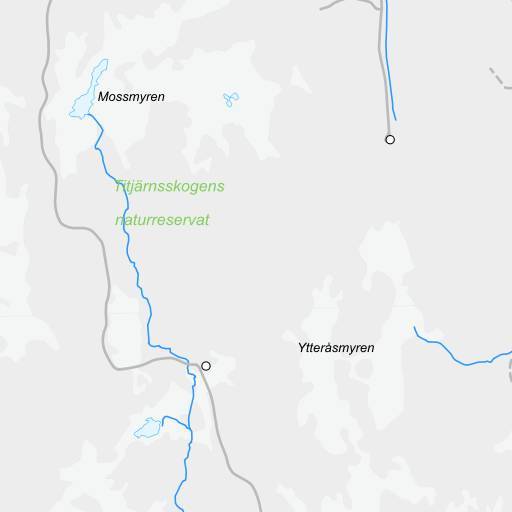 Mossmyren
Titjärnsskogens
naturreservat
Ytteråsmyren